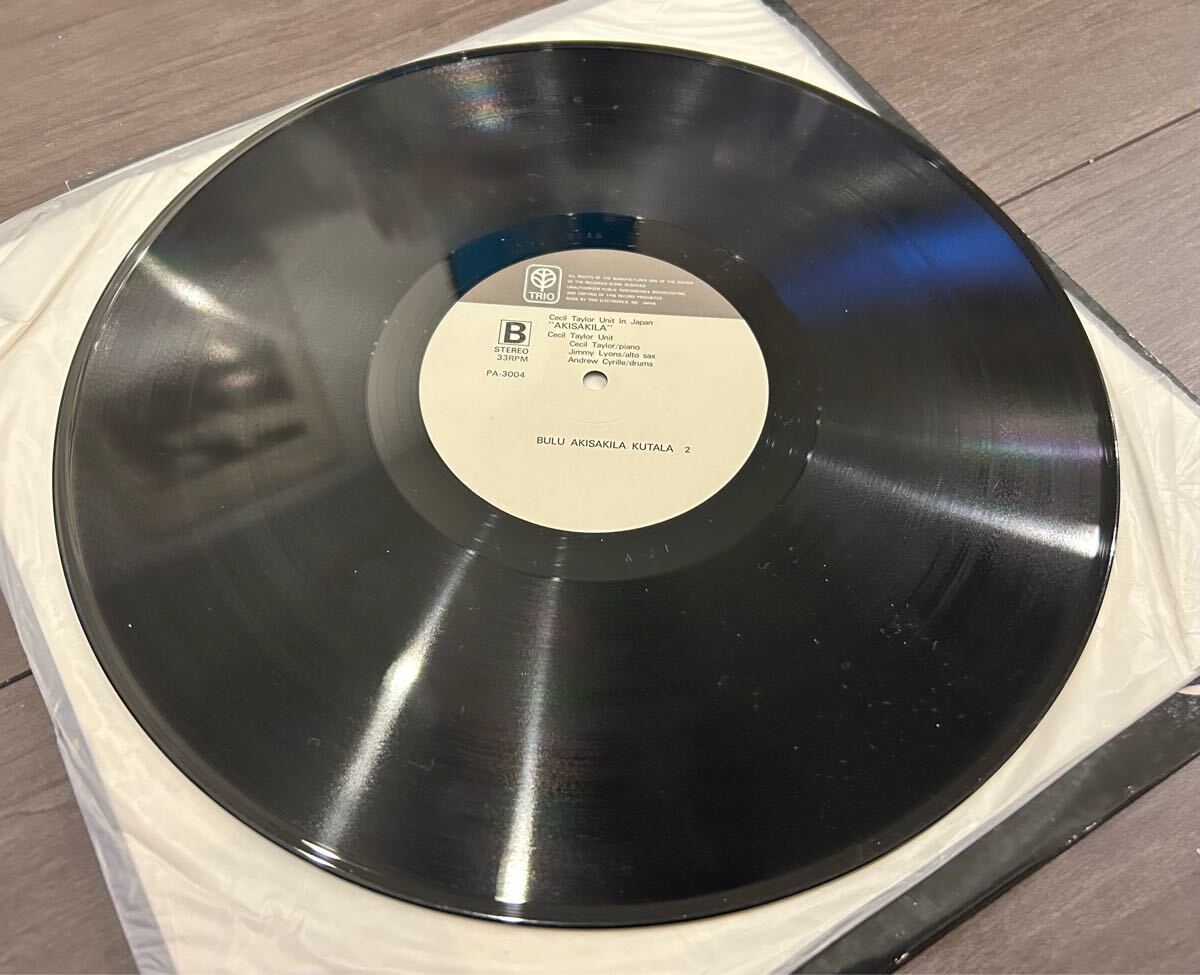 TRIO
ALL RIGHTS OF THE MANUFACTURER AND OF THE OWNER
OF THE RECORDED WORK RESERVED
UNAUTHORIZED PUBLIC PERFORMANCE BROADCASTING
AND COPYING OF THIS RECORD PROHIBITED
MADE BY TRIO ELECTRONICS, INC. JAPAN
Cecil Taylor Unit in Japan
"AKISAKILA"
Cecil Taylor Unit
Cecil Taylor/piano
Jimmy Lyons/alto sax
Andrew Cyrille/drums
B
STEREO
33RPM
PA-3004
BULU AKISAKILA KUTALA 2